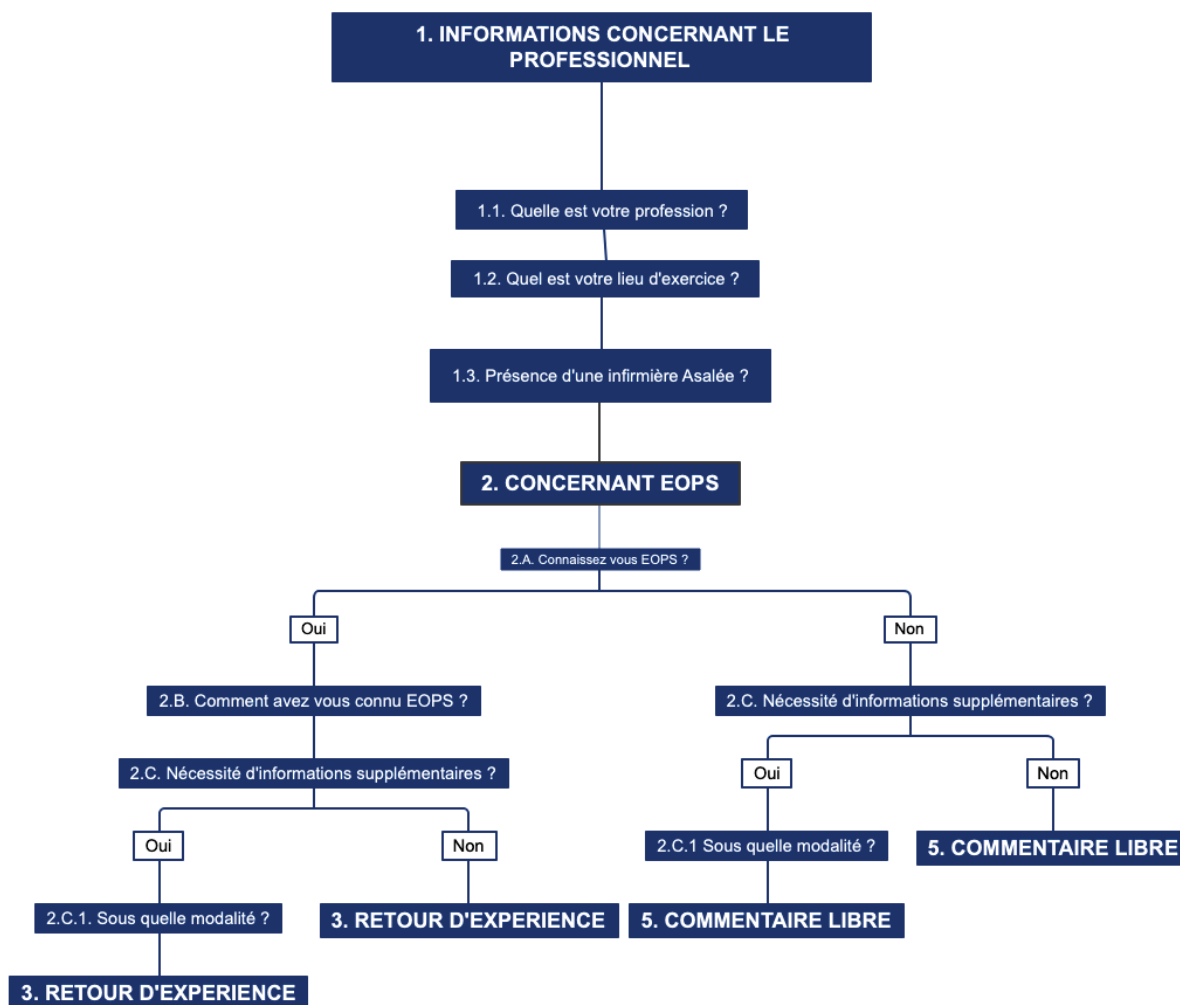 1. INFORMATIONS CONCERNANT LE
PROFESSIONNEL
1.1. Quelle est votre profession ?
1.2. Quel est votre lieu d'exercice ?
1.3. Présence d'une infirmière Asalée ?
2. CONCERNANT EOPS
2.A. Connaissez vous EOPS ?
Oui
Non
2.B. Comment avez vous connu EOPS ?
2.C. Nécessité d'informations supplémentaires ?
2.C. Nécessité d'informations supplémentaires ?
Oui
Non
Oui
Non
2.C.1 Sous quelle modalité ?
5. COMMENTAIRE LIBRE
2.C.1. Sous quelle modalité ?
3. RETOUR D'EXPERIENCE
5. COMMENTAIRE LIBRE
3. RETOUR D'EXPERIENCE